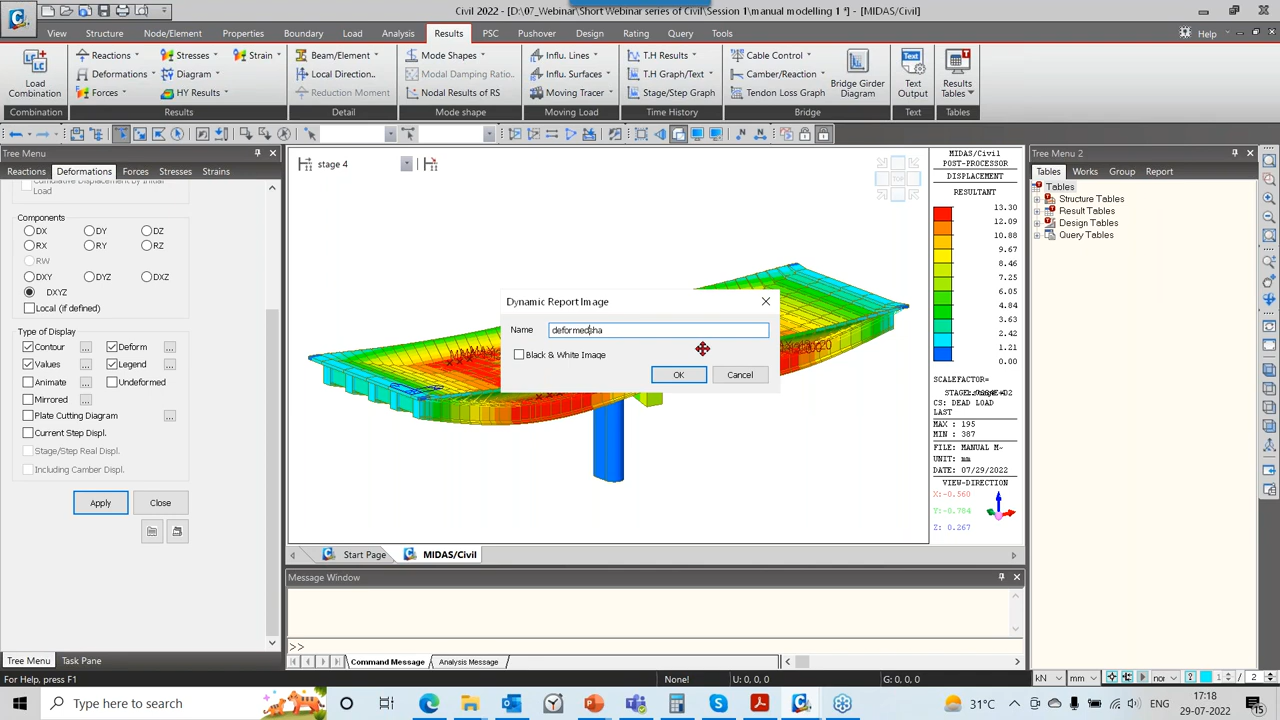 Civil 2022 - [D:\07_Webinar\Short Webinar series of Civil\Session 1\manual modelling 1 *] - [MIDAS/Civil]
View Structure Node/Element Properties Boundary Load Analysis Results PSC Pushover Design Rating Query Tools Help
Load Combination
Reactions
Deformations
Forces
Stresses
Diagram
HY Results
Strain
Beam/Element
Local Direction..
Reduction Moment
Mode Shapes
Modal Damping Ratio..
Nodal Results of RS
Influ. Lines
Influ. Surfaces
Moving Tracer
T.H Results
T.H Graph/Text
Stage/Step Graph
Cable Control
Camber/Reaction
Tendon Loss Graph
Bridge Girder Diagram
Text Output
Results Tables
Combination Results Detail Mode shape Moving Load Time History Bridge Text Tables
Tree Menu
Reactions Deformations Forces Stresses Strains
Cumulative Displacement by Initial
Load
Components
DX DY DZ
RX RY RZ
RW
DXY DYZ DXZ
DXYZ
Local (if defined)
Type of Display
Contour ... Deform ...
Values ... Legend ...
Animate ... Undeformed
Mirrored ...
Plate Cutting Diagram ...
Current Step Displ.
Stage/Step Real Displ.
Including Camber Displ.
Apply Close
Tree Menu Task Pane
stage 4
TOP
Dynamic Report Image
Name deformedsha
Black & White Image
OK Cancel
MIDAS/Civil
POST-PROCESSOR
DISPLACEMENT
RESULTANT
13.30
12.09
10.88
9.67
8.46
7.25
6.05
4.84
3.63
2.42
1.21
0.00
SCALEFACTOR=
CS: DEAD LOAD
LAST
MAX : 195
MIN : 387
FILE: MANUAL M~
UNIT: mm
DATE: 07/29/2022
VIEW-DIRECTION
X:-0.560
Y:-0.784
Z: 0.267
Start Page MIDAS/Civil
Message Window
>>
Command Message Analysis Message
Tree Menu 2
Tables Works Group Report
Tables
Structure Tables
Result Tables
Design Tables
Query Tables
For Help, press F1 None! U: 0, 0, 0 G: 0, 0, 0 kN mm nor 1 / 2
Type here to search
31°C ENG 17:18
29-07-2022
15